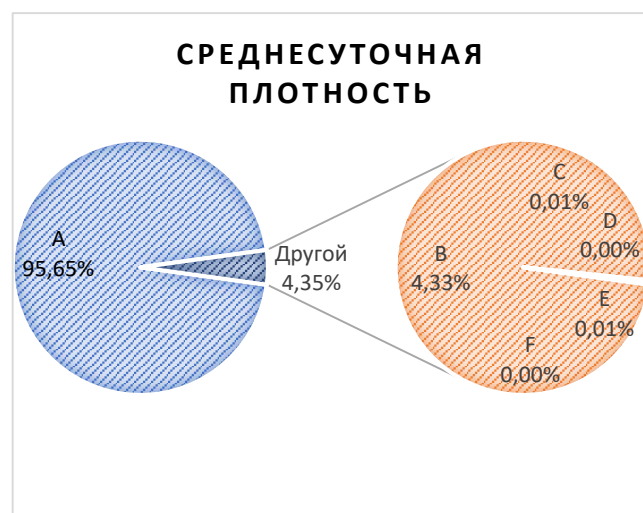 СРЕДНЕСУТОЧНАЯ
ПЛОТНОСТЬ
A
95,65%
Другой
4,35%
B
4,33%
C
0,01%
D
0,00%
E
0,01%
F
0,00%